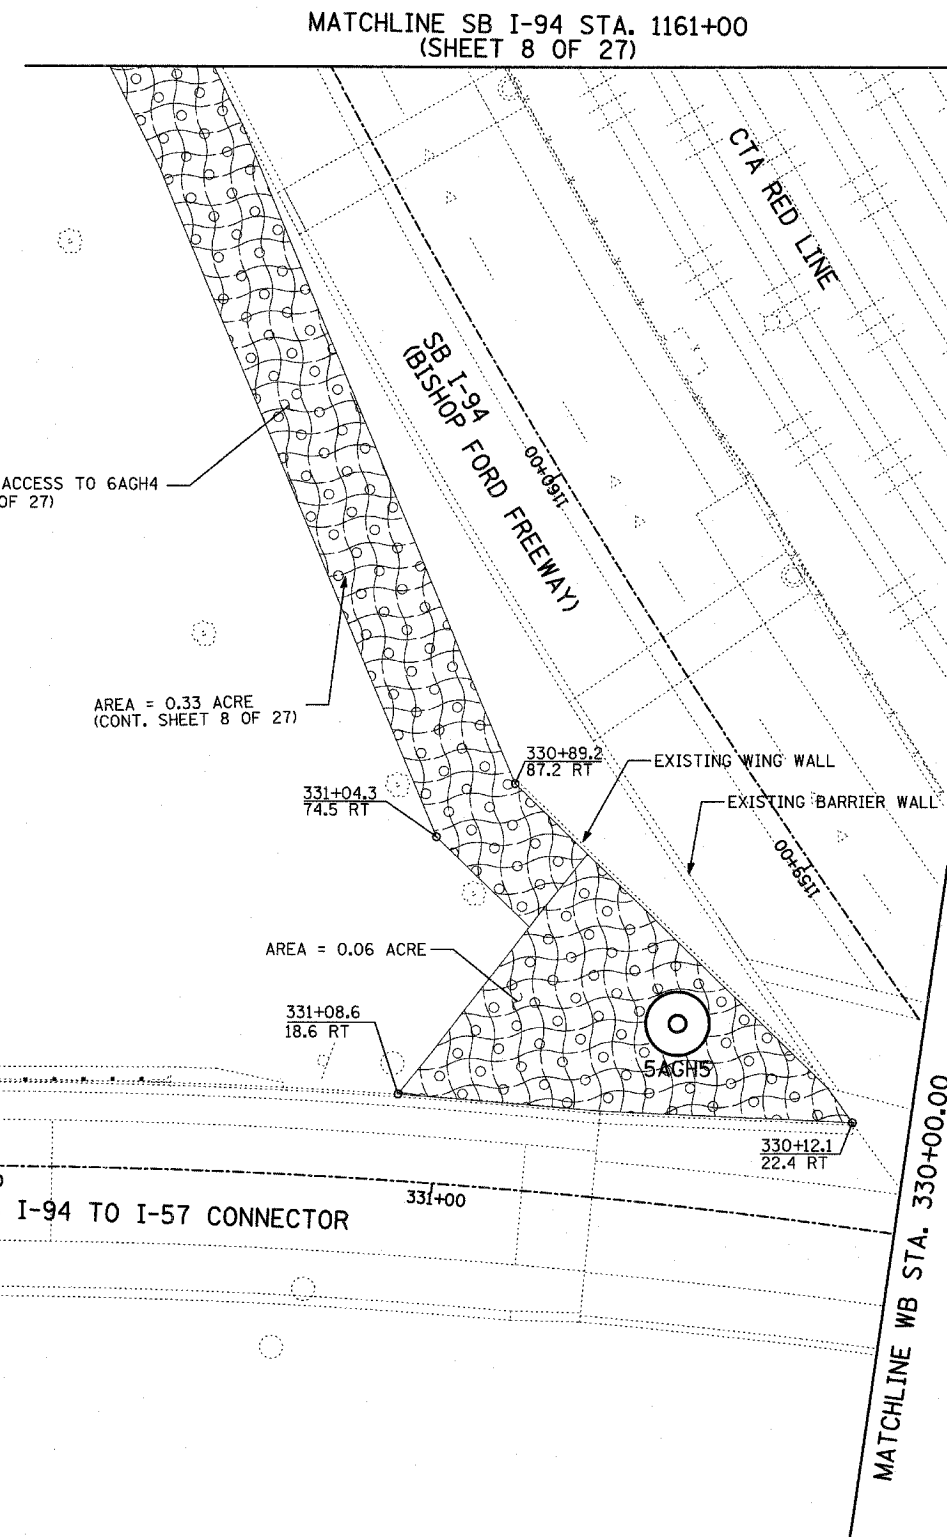 MATCHLINE SB I-94 STA. 1161+00
(SHEET 8 OF 27)
CTA RED LINE
SB I-94
(BISHOP FORD FREEWAY)
1160+00
ACCESS TO 6AGH4
OF 27)
AREA = 0.33 ACRE
(CONT. SHEET 8 OF 27)
330+89.2
87.2 RT
EXISTING WING WALL
331+04.3
74.5 RT
EXISTING BARRIER WALL
1159+00
AREA = 0.06 ACRE
331+08.6
18.6 RT
5AGH5
330+12.1
22.4 RT
331+00
I-94 TO I-57 CONNECTOR
MATCHLINE WB STA. 330+00.00